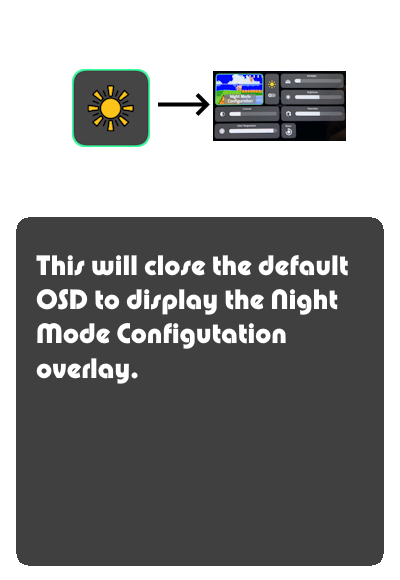 Night Mode
Configuration
This will close the default
OSD to display the Night
Mode Configutation
overlay.